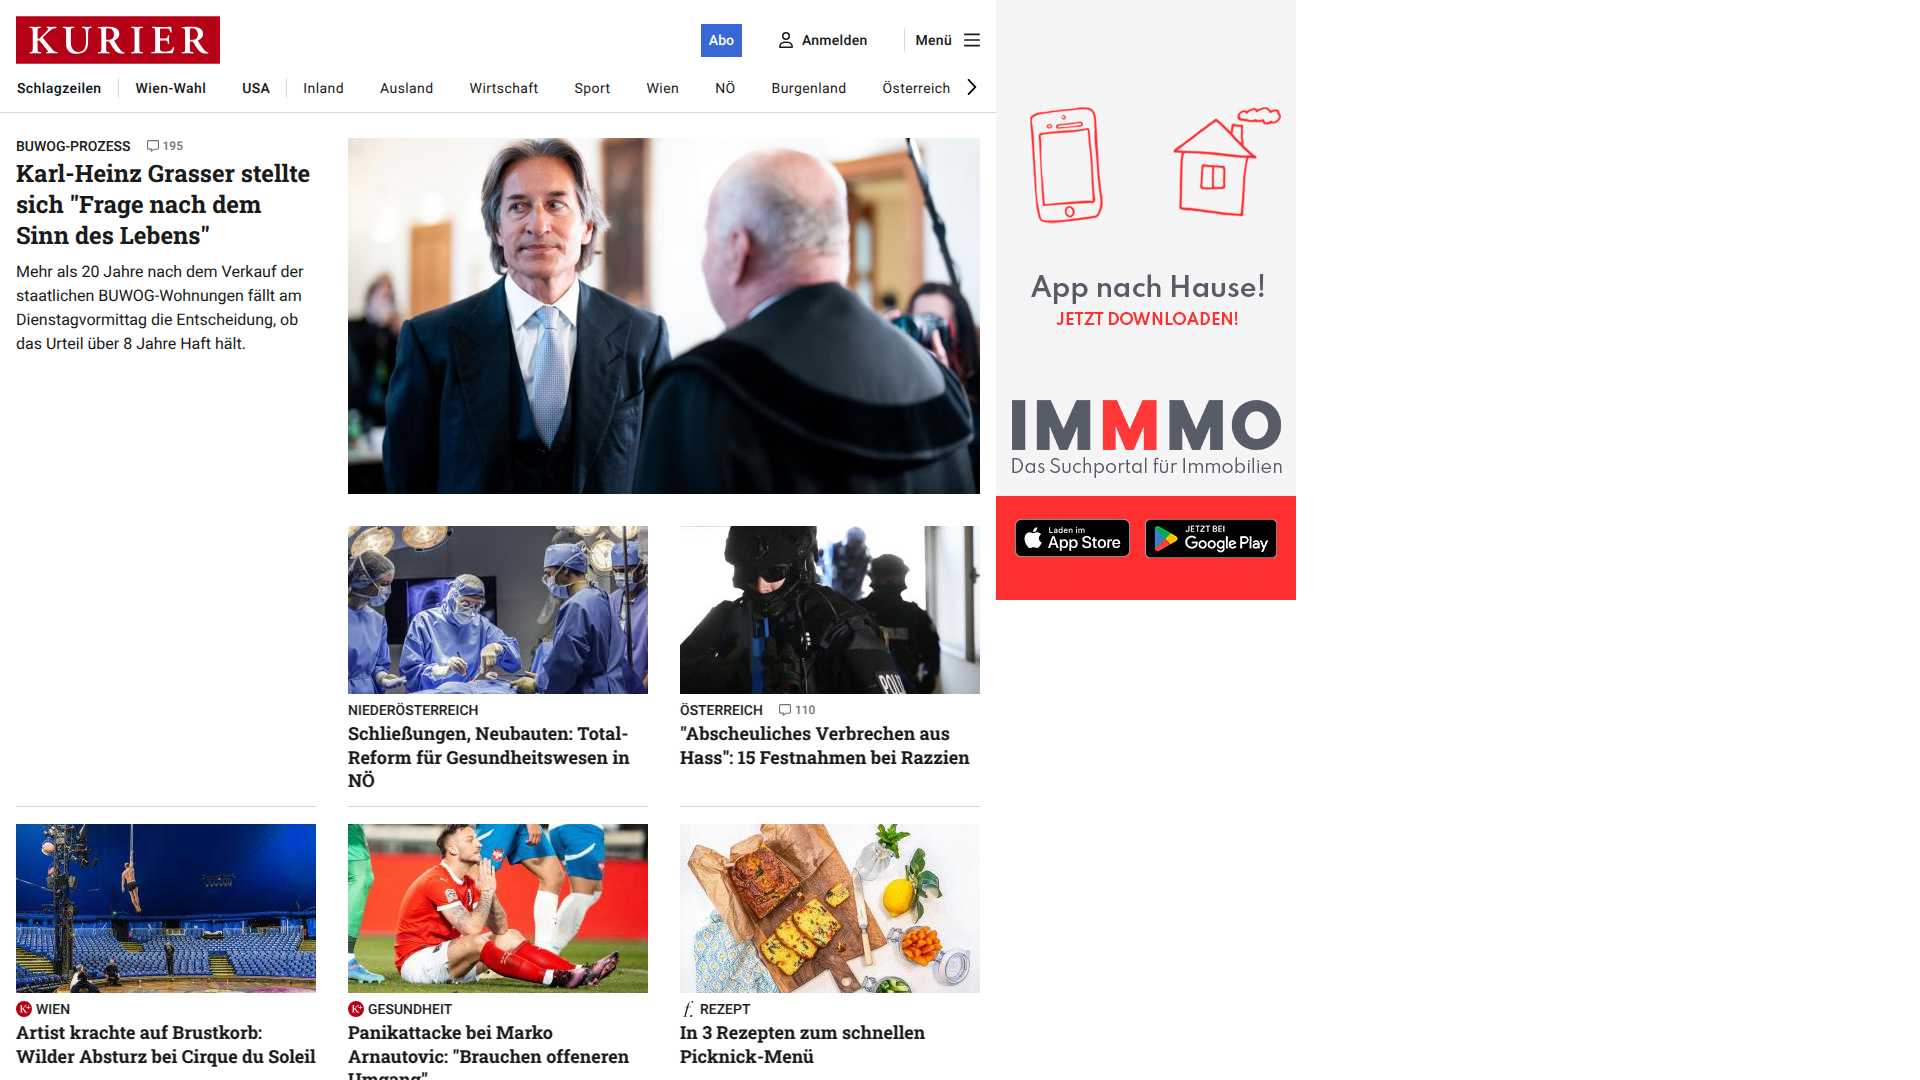 KURIER
Abo
Anmelden
Menü
Schlagzeilen
Wien-Wahl
USA
Inland
Ausland
Wirtschaft
Sport
Wien
NÖ
Burgenland
Österreich
BUWOG-PROZESS 195
Karl-Heinz Grasser stellte
sich "Frage nach dem
Sinn des Lebens"
Mehr als 20 Jahre nach dem Verkauf der
staatlichen BUWOG-Wohnungen fällt am
Dienstagvormittag die Entscheidung, ob
das Urteil über 8 Jahre Haft hält.
NIEDERÖSTERREICH
Schließungen, Neubauten: Total-
Reform für Gesundheitswesen in
NÖ
ÖSTERREICH 110
"Abscheuliches Verbrechen aus
Hass": 15 Festnahmen bei Razzien
K+ WIEN
Artist krachte auf Brustkorb:
Wilder Absturz bei Cirque du Soleil
K+ GESUNDHEIT
Panikattacke bei Marko
Arnautovic: "Brauchen offeneren
Umgang"
f. REZEPT
In 3 Rezepten zum schnellen
Picknick-Menü
App nach Hause!
JETZT DOWNLOADEN!
IMMMO
Das Suchportal für Immobilien
Laden im
App Store
JETZT BEI
Google Play